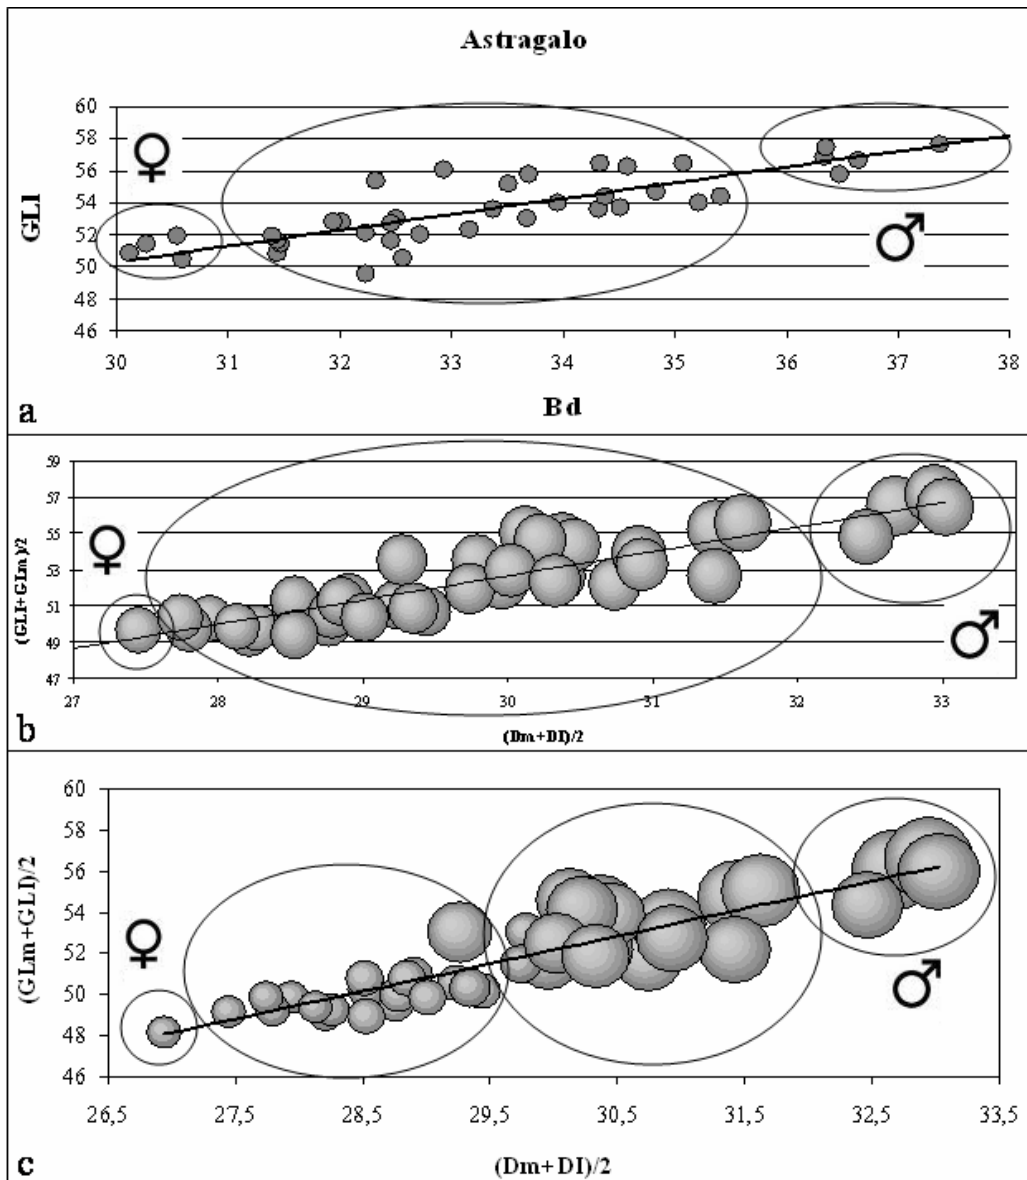 Astragalo
GLl
60
58
56
54
52
50
48
46
♀
♂
30 31 32 33 34 35 36 37 38
Bd
a
(GLl+GLm)/2
59
57
55
53
51
49
47
♀
♂
27 28 29 30 31 32 33
(Dm+Dl)/2
b
(GLm+GLl)/2
60
58
56
54
52
50
48
46
♀
♂
26,5 27,5 28,5 29,5 30,5 31,5 32,5 33,5
(Dm+Dl)/2
c